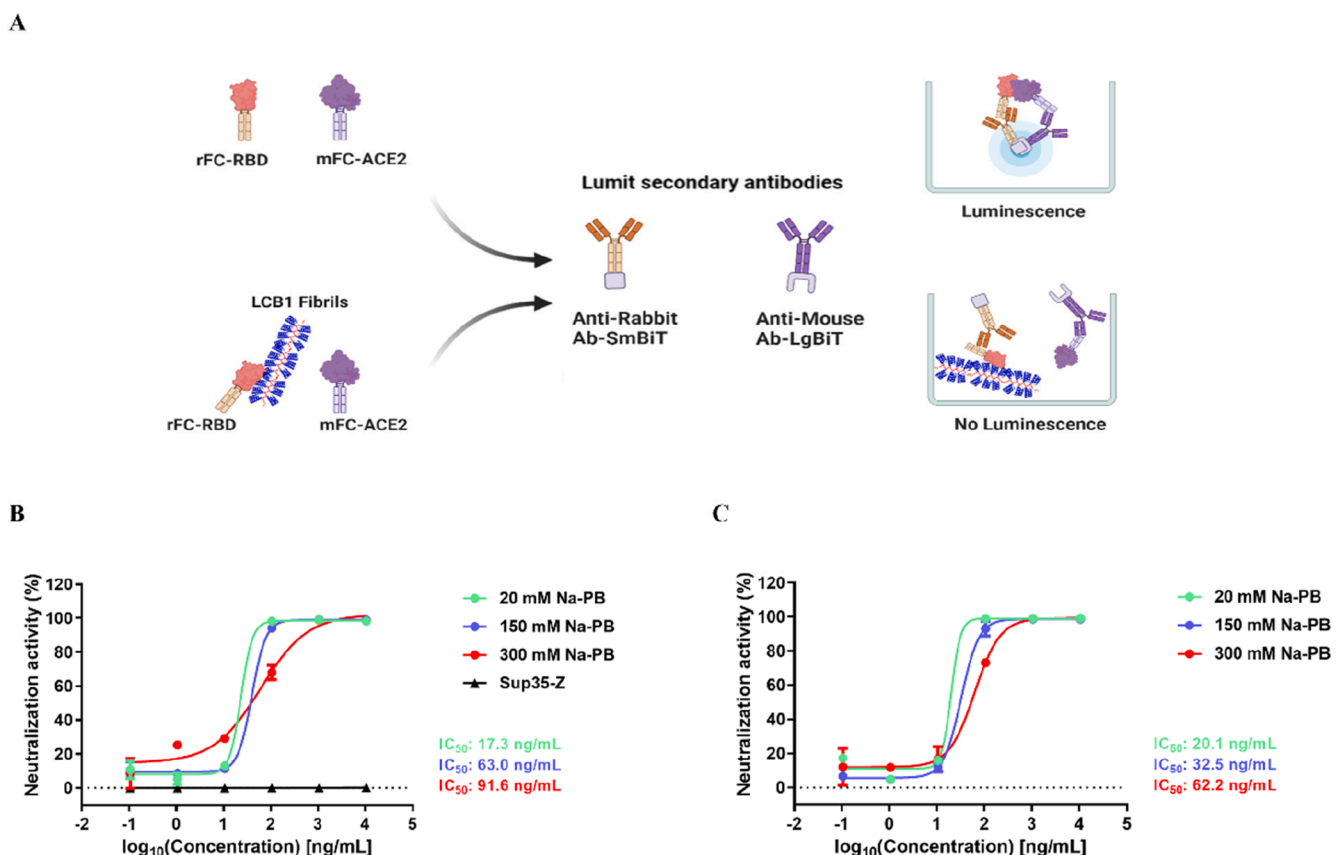 A
rFC-RBD
mFC-ACE2
Lumit secondary antibodies
Luminescence
LCB1 Fibrils
Anti-Rabbit
Ab-SmBiT
Anti-Mouse
Ab-LgBiT
rFC-RBD
mFC-ACE2
No Luminescence
B
Neutralization activity (%)
120
100
80
60
40
20
0
-2
-1
0
1
2
3
4
5
log10(Concentration) [ng/mL]
20 mM Na-PB
150 mM Na-PB
300 mM Na-PB
Sup35-Z
IC50: 17.3 ng/mL
IC50: 63.0 ng/mL
IC50: 91.6 ng/mL
C
Neutralization activity (%)
120
100
80
60
40
20
0
-2
-1
0
1
2
3
4
5
log10(Concentration) [ng/mL]
20 mM Na-PB
150 mM Na-PB
300 mM Na-PB
IC50: 20.1 ng/mL
IC50: 32.5 ng/mL
IC50: 62.2 ng/mL